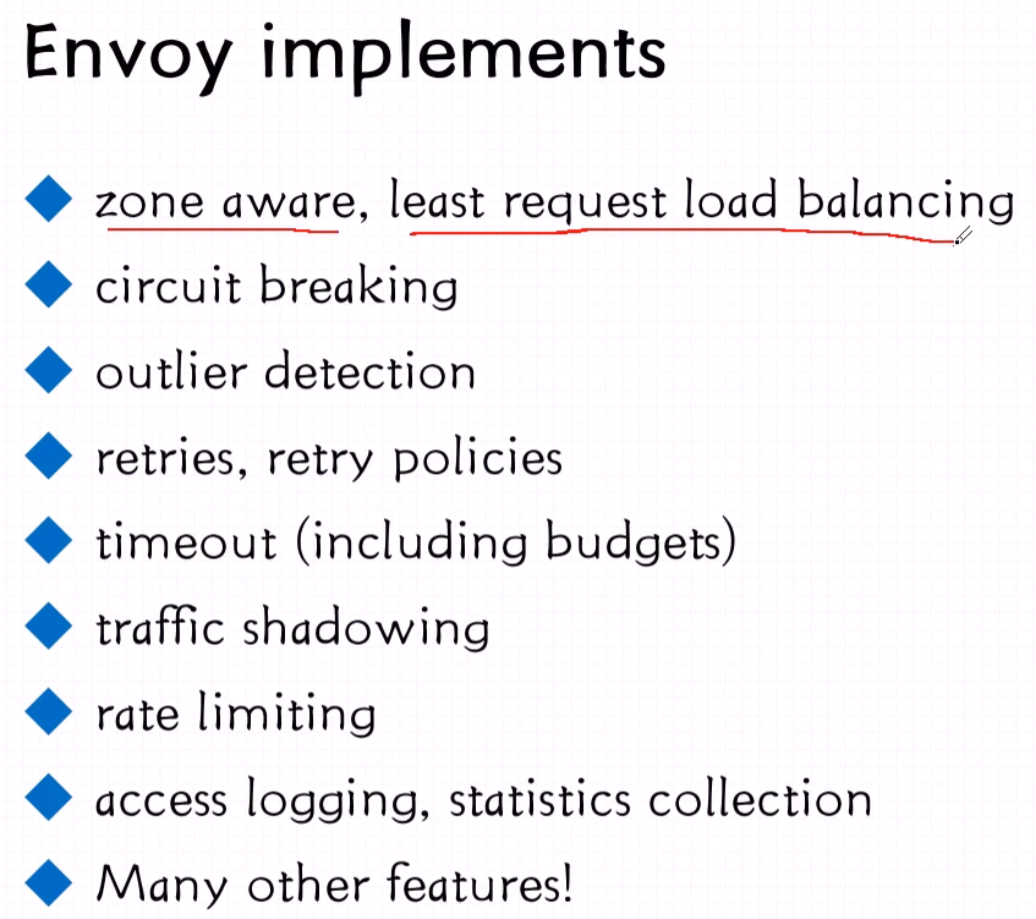 Envoy implements
zone aware, least request load balancing
circuit breaking
outlier detection
retries, retry policies
timeout (including budgets)
traffic shadowing
rate limiting
access logging, statistics collection
Many other features!